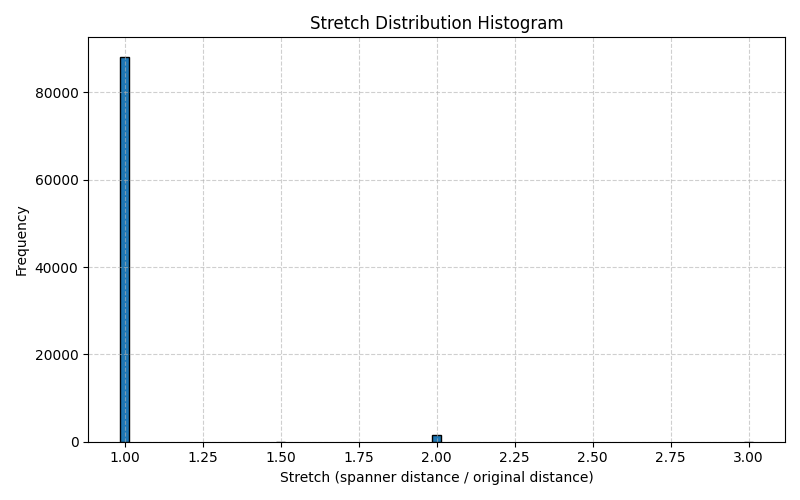 Stretch Distribution Histogram
Frequency
80000
60000
40000
20000
0
1.00 1.25 1.50 1.75 2.00 2.25 2.50 2.75 3.00
Stretch (spanner distance / original distance)